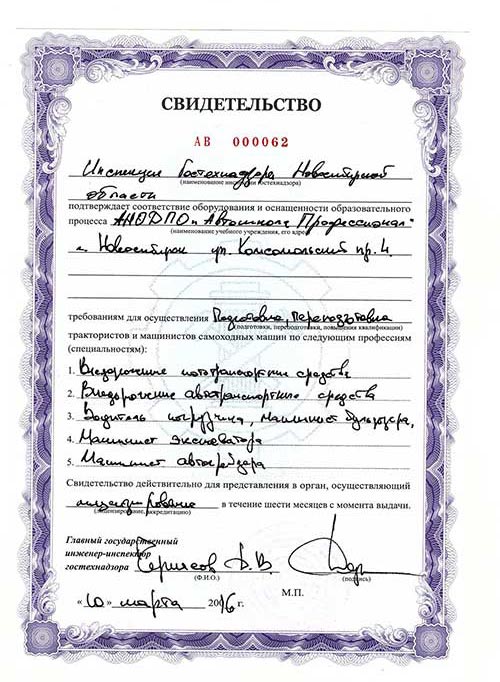 СВИДЕТЕЛЬСТВО
АВ 000062
Инспекция Гостехнадзора Новосибирской
(наименование инспекции гостехнадзора)
области
подтверждает соответствие оборудования и оснащенности образовательного
процесса АНОДПО "Автошкола Профессионал"
(наименование учебного учреждения, его адрес)
г. Новосибирск ул. Комсомольский пр. 4
требованиям для осуществления Подготовка, переподготовка
(подготовки, переподготовки, повышения квалификации)
трактористов и машинистов самоходных машин по следующим профессиям
(специальностям):
1. Внедорожные мототранспортные средства
2. Внедорожные автотранспортные средства
3. Водитель погрузчика, машинист бульдозера,
4. Машинист экскаватора
5. Машинист автогрейдера
Свидетельство действительно для представления в орган, осуществляющий
лицензирование в течение шести месяцев с момента выдачи.
(лицензирование, аккредитацию)
Главный государственный
инженер-инспектор
гостехнадзора
(Ф.И.О.) (подпись)
М.П.
«10» марта 2016 г.